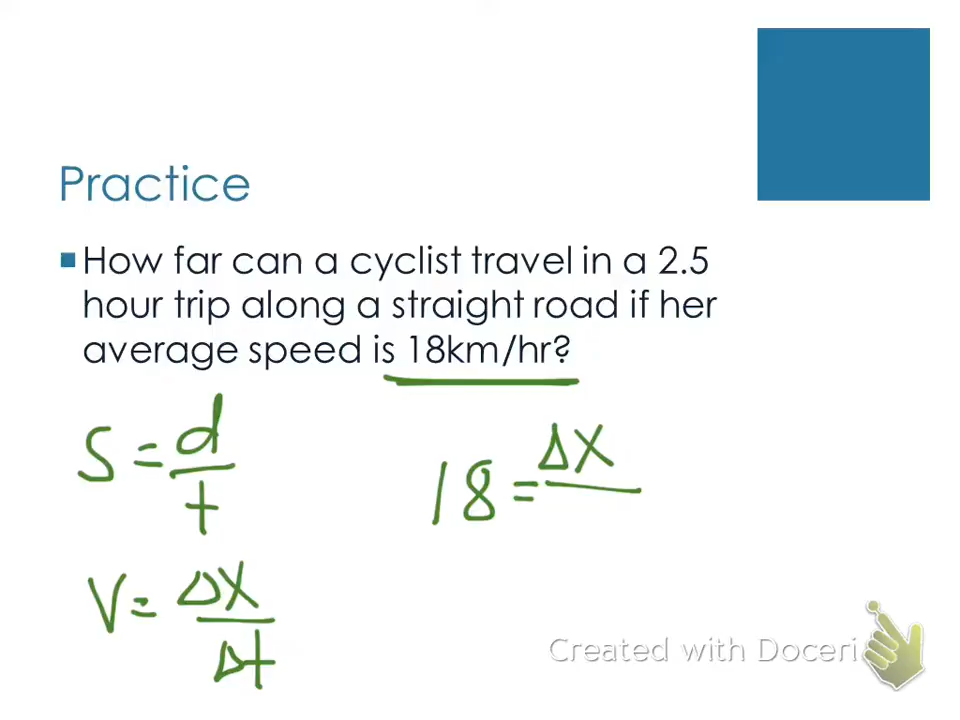 Practice
How far can a cyclist travel in a 2.5
hour trip along a straight road if her
average speed is 18km/hr?
S = d/t
18 = ΔX/
V = ΔX/Δt
Created with Doceri